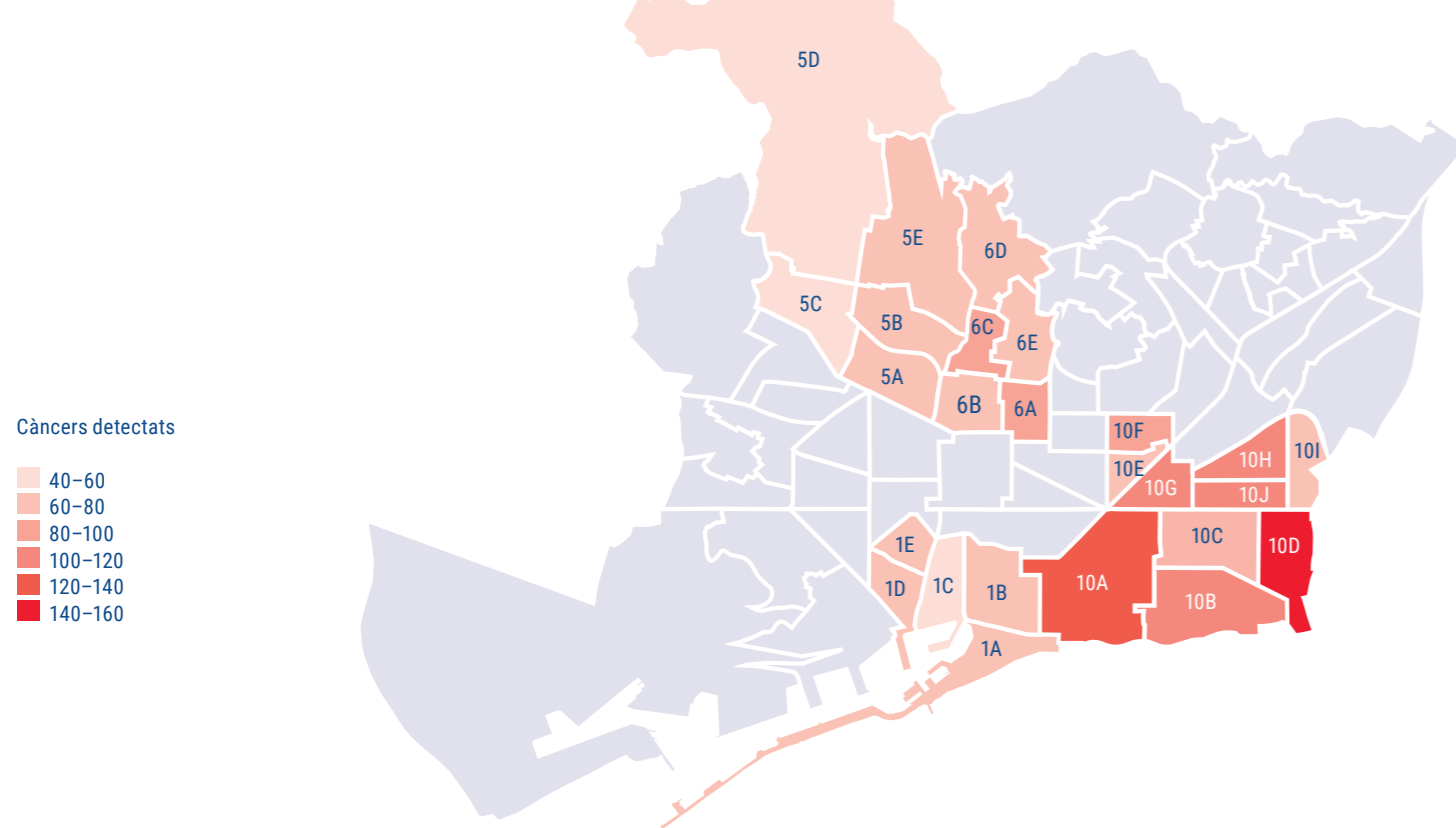 5D
5E
6D
5C
5B
6C
6E
5A
6B
6A
Càncers detectats
10F
10I
10H
10E
10G
10J
40–60
60–80
80–100
100–120
120–140
140–160
1E
10C
10D
1D
1C
1B
10A
10B
1A